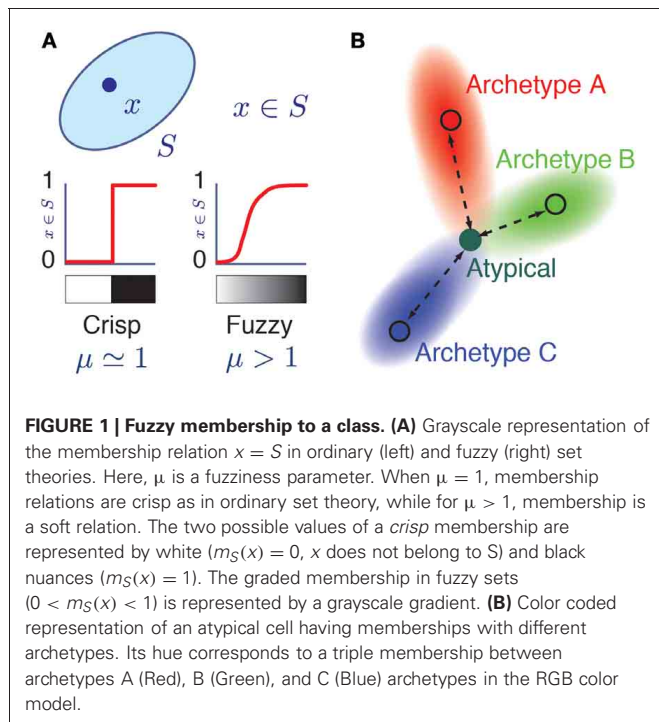 A
x
S
x ∈ S
1
x ∈ S
0
Crisp
μ ≃ 1
1
x ∈ S
0
Fuzzy
μ > 1
B
Archetype A
Archetype B
Atypical
Archetype C
FIGURE 1 | Fuzzy membership to a class. (A) Grayscale representation of
the membership relation x = S in ordinary (left) and fuzzy (right) set
theories. Here, μ is a fuzziness parameter. When μ = 1, membership
relations are crisp as in ordinary set theory, while for μ > 1, membership is
a soft relation. The two possible values of a crisp membership are
represented by white (mS(x) = 0, x does not belong to S) and black
nuances (mS(x) = 1). The graded membership in fuzzy sets
(0 < mS(x) < 1) is represented by a grayscale gradient. (B) Color coded
representation of an atypical cell having memberships with different
archetypes. Its hue corresponds to a triple membership between
archetypes A (Red), B (Green), and C (Blue) archetypes in the RGB color
model.